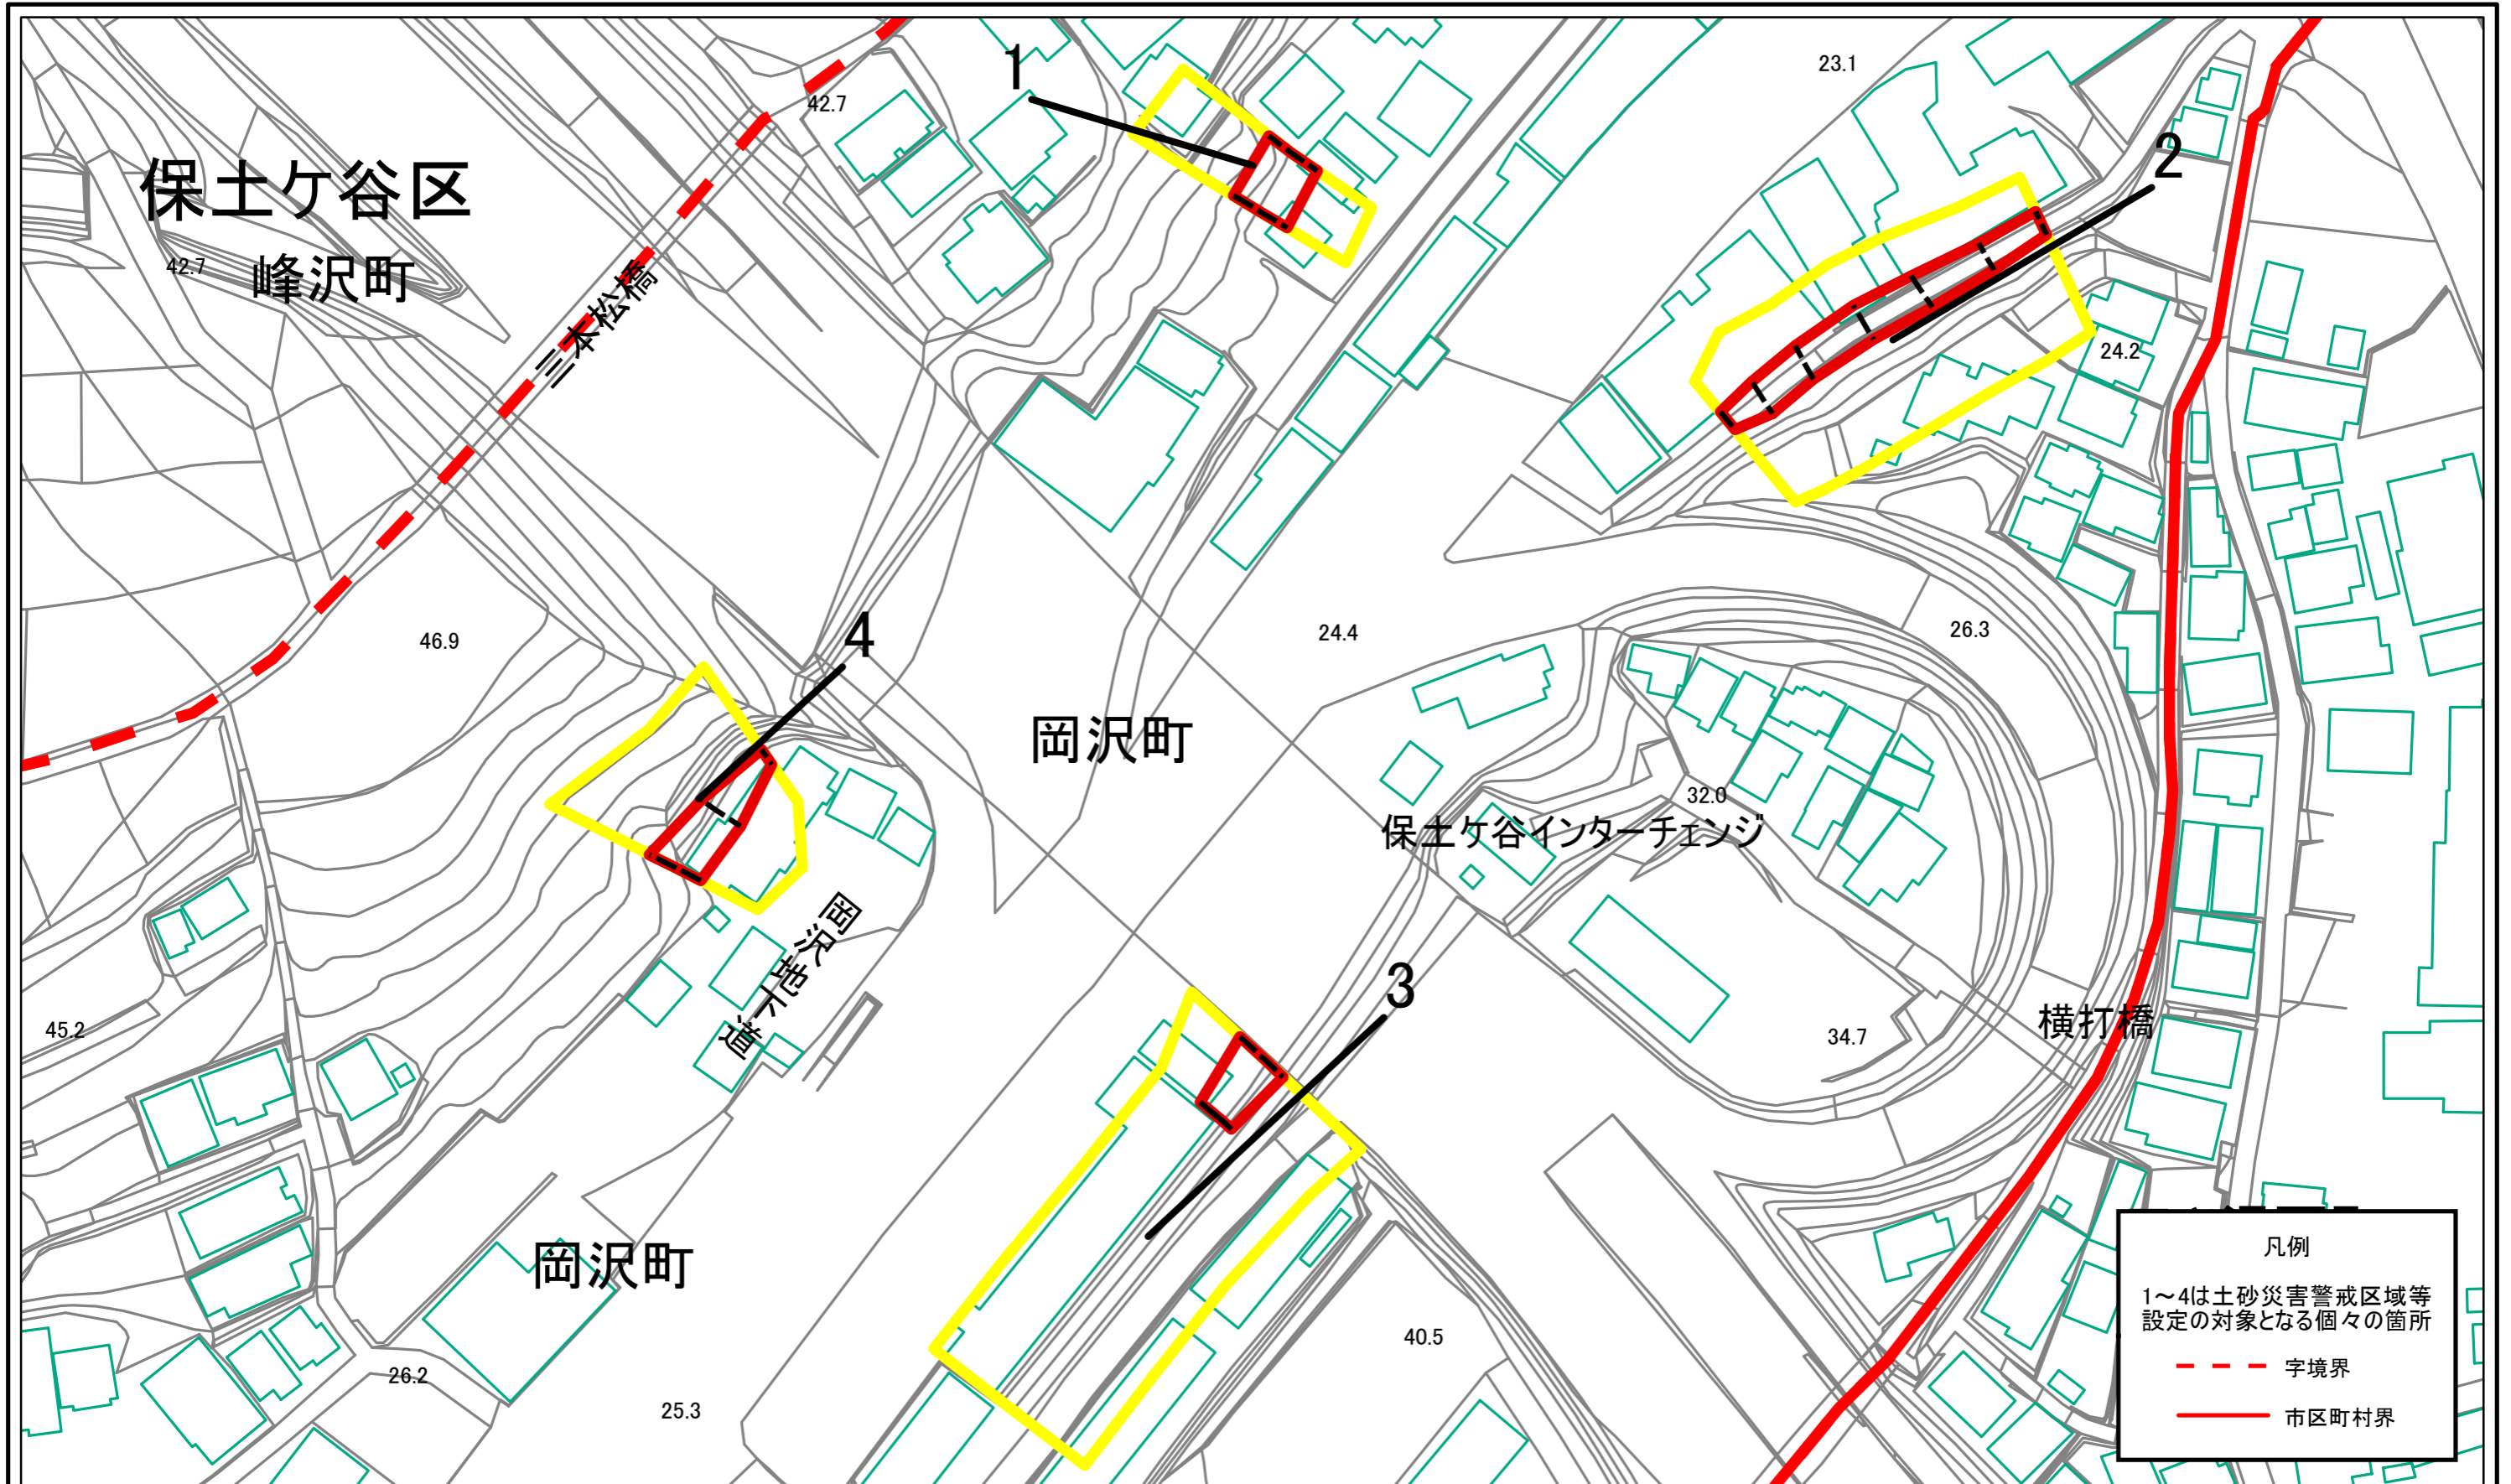 1
23.1
42.7
2
保土ケ谷区
42.7
峰沢町
三本松橋
24.2
4
46.9
24.4
26.3
岡沢町
32.0
保土ケ谷インターチェンジ
岡沢地下道
3
45.2
34.7
横打橋
岡沢町
40.5
26.2
25.3
凡例
1～4は土砂災害警戒区域等
設定の対象となる個々の箇所
字境界
市区町村界